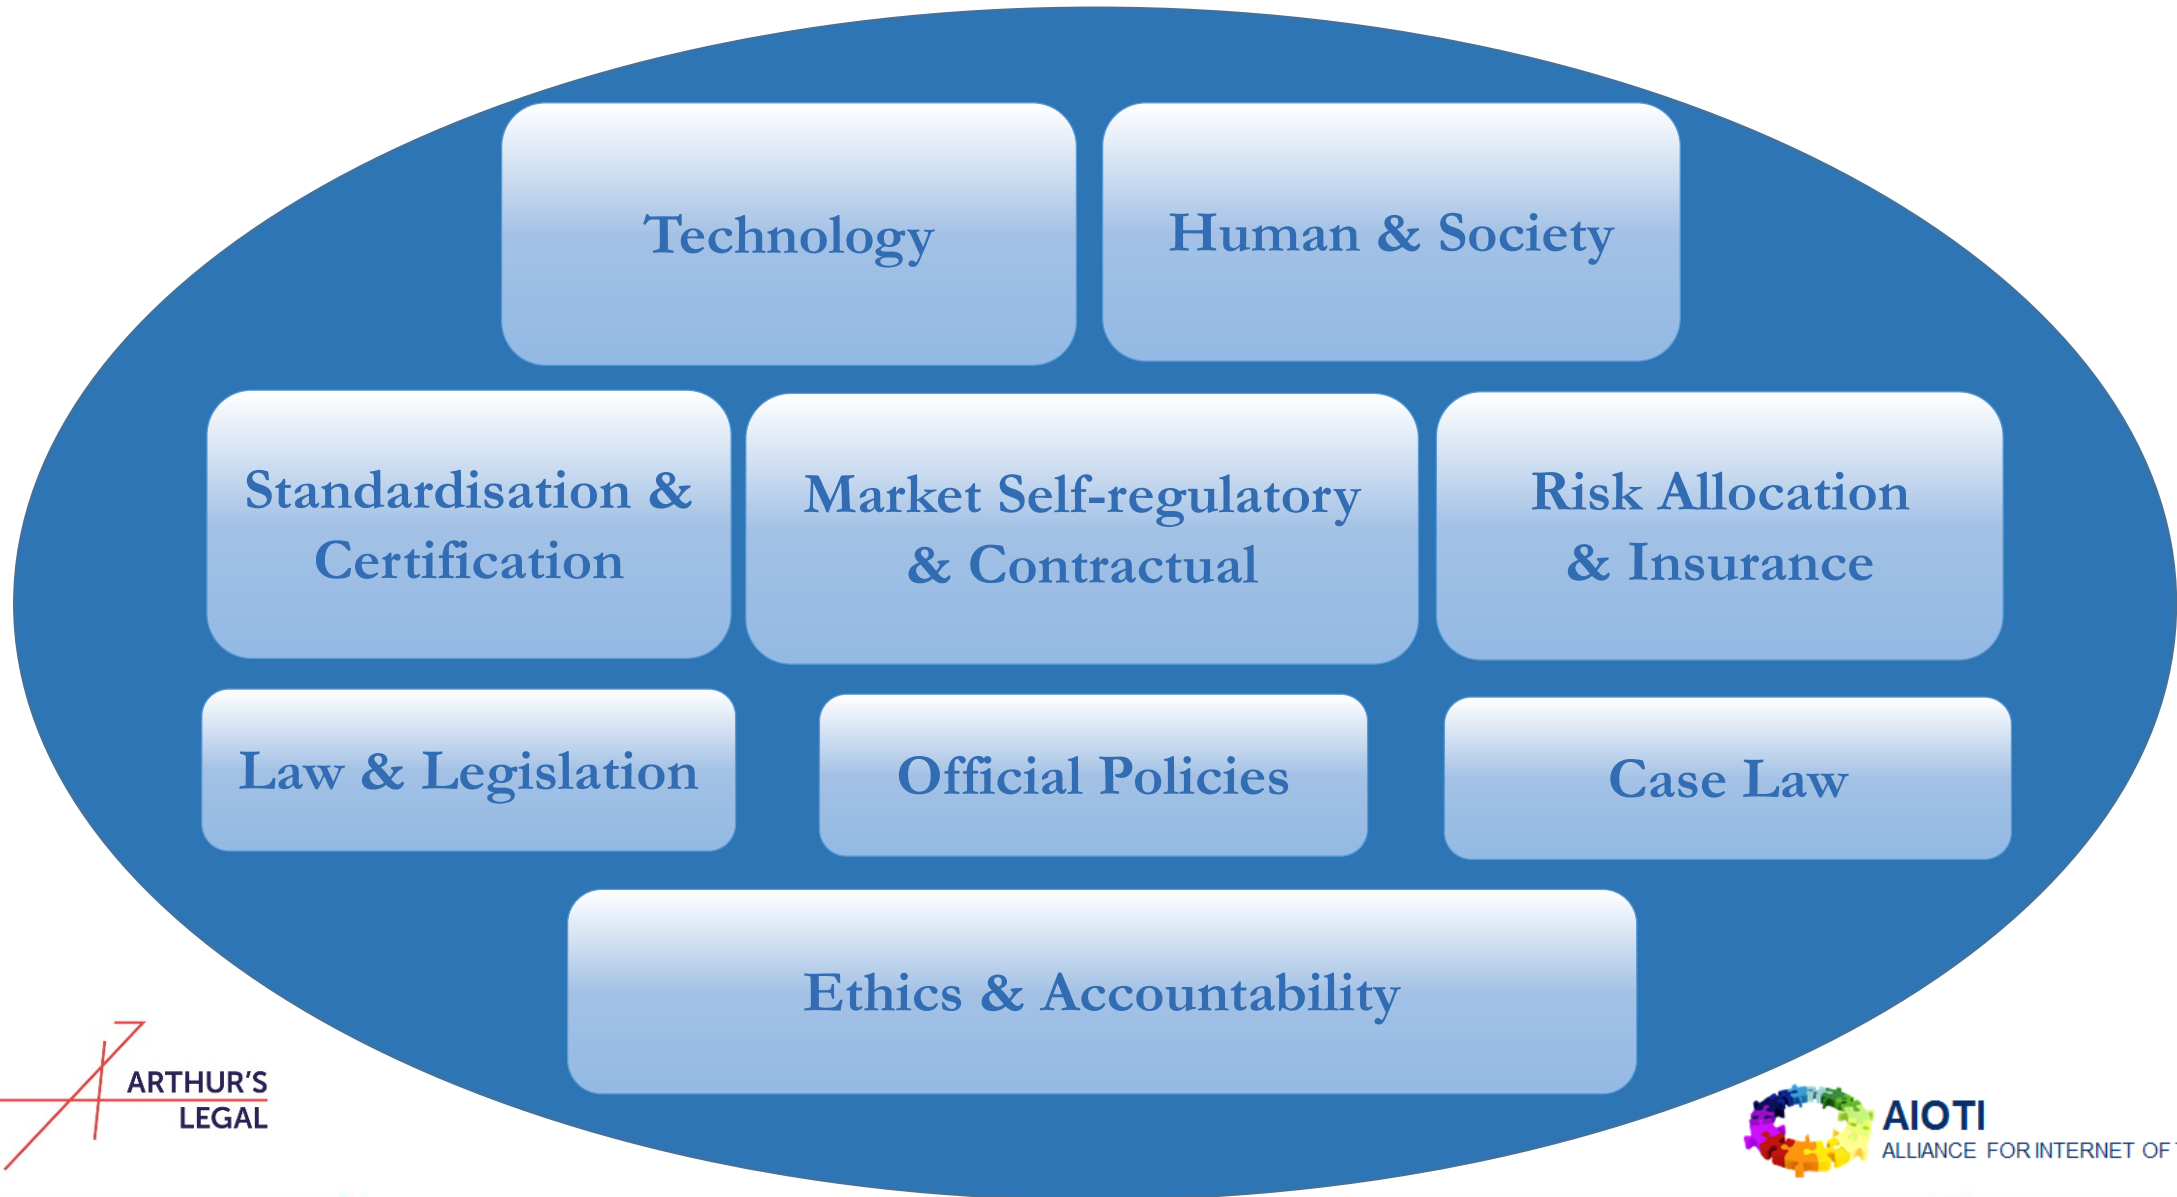 Technology
Human & Society
Standardisation &
Certification
Market Self-regulatory
& Contractual
Risk Allocation
& Insurance
Law & Legislation
Official Policies
Case Law
Ethics & Accountability
ARTHUR'S
LEGAL
AIOTI
ALLIANCE FOR INTERNET OF